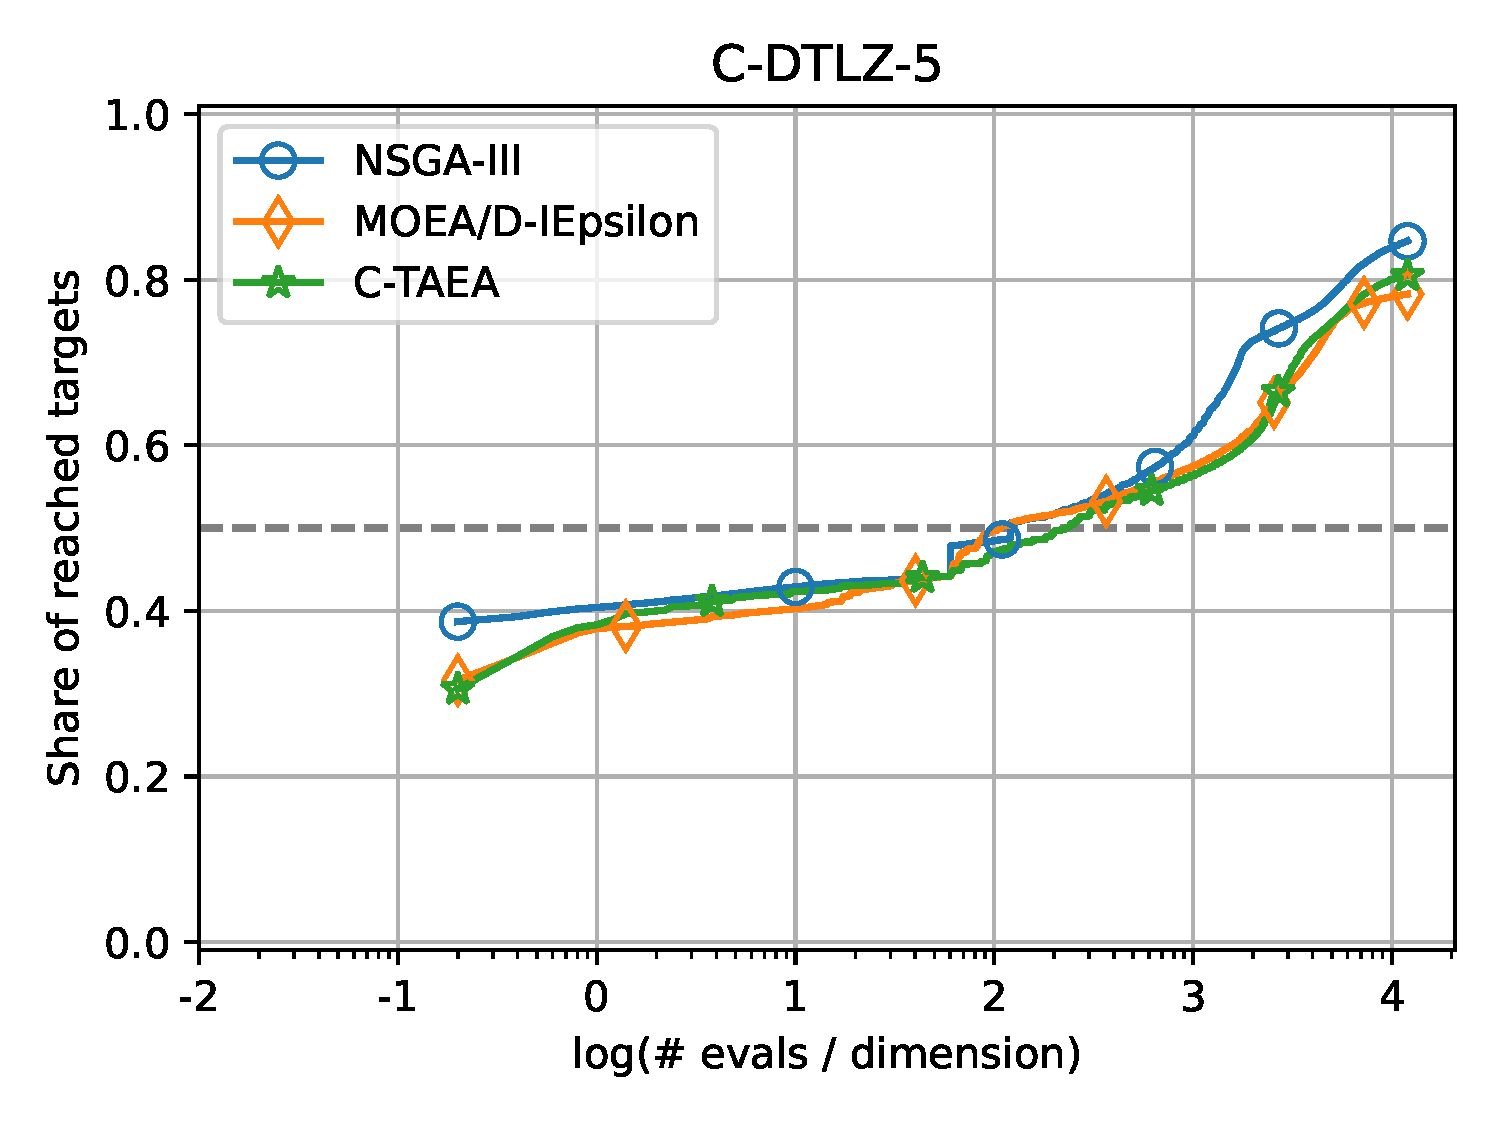 C-DTLZ-5
1.0
0.8
0.6
0.4
0.2
0.0
Share of reached targets
NSGA-III
MOEA/D-IEpsilon
C-TAEA
-2 -1 0 1 2 3 4
log(# evals / dimension)